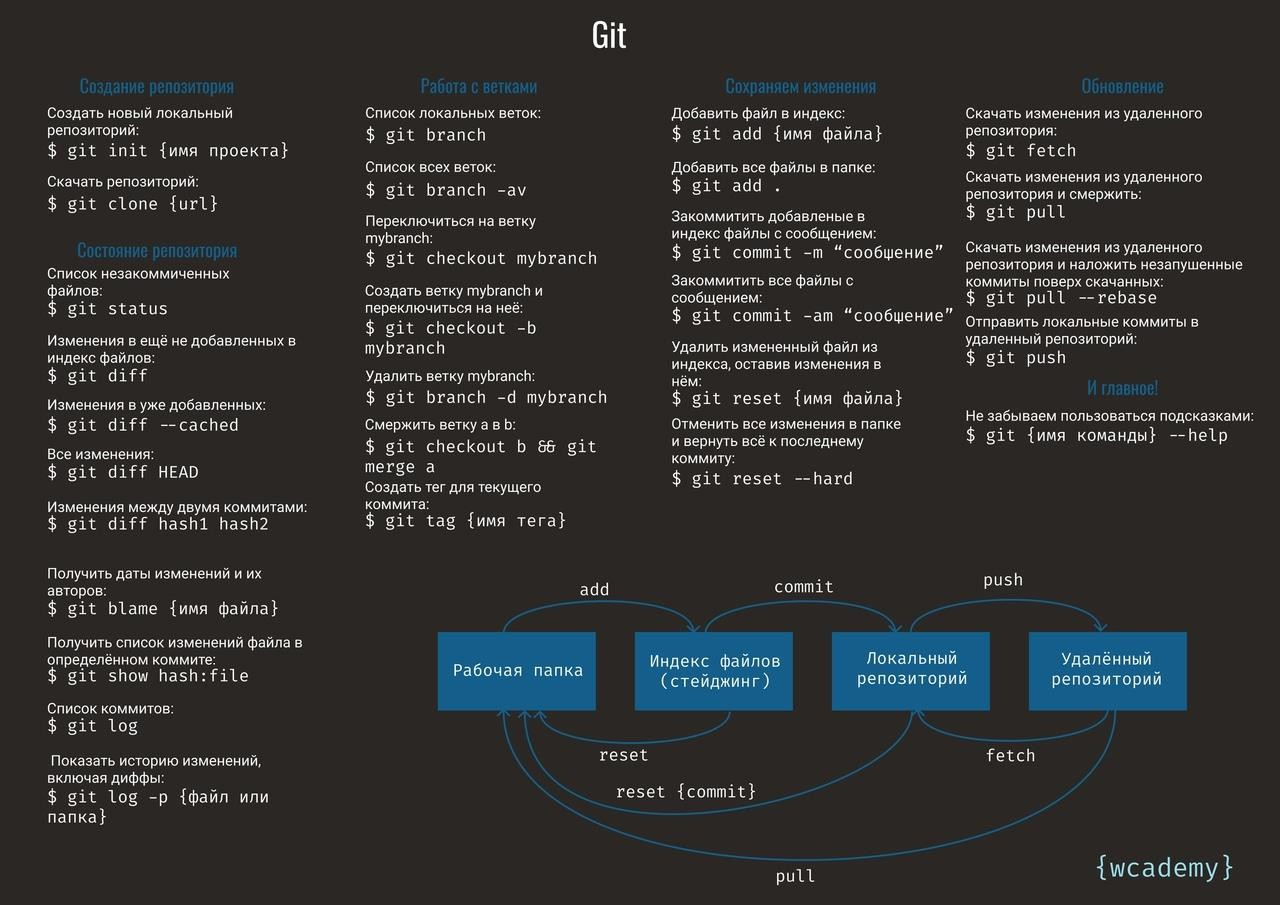 Git
Создание репозитория
Создать новый локальный
репозиторий:
$ git init {имя проекта}
Скачать репозиторий:
$ git clone {url}
Состояние репозитория
Список незакоммиченных
файлов:
$ git status
Изменения в ещё не добавленных в
индекс файлов:
$ git diff
Изменения в уже добавленных:
$ git diff --cached
Все изменения:
$ git diff HEAD
Изменения между двумя коммитами:
$ git diff hash1 hash2
Получить даты изменений и их
авторов:
$ git blame {имя файла}
Получить список изменений файла в
определённом коммите:
$ git show hash:file
Список коммитов:
$ git log
Показать историю изменений,
включая диффы:
$ git log -p {файл или
папка}
Работа с ветками
Список локальных веток:
$ git branch
Список всех веток:
$ git branch -av
Переключиться на ветку
mybranch:
$ git checkout mybranch
Создать ветку mybranch и
переключиться на неё:
$ git checkout -b
mybranch
Удалить ветку mybranch:
$ git branch -d mybranch
Смержить ветку a в b:
$ git checkout b && git
merge a
Создать тег для текущего
коммита:
$ git tag {имя тега}
Сохраняем изменения
Добавить файл в индекс:
$ git add {имя файла}
Добавить все файлы в папке:
$ git add .
Закоммитить добавленые в
индекс файлы с сообщением:
$ git commit -m “сообщение”
Закоммитить все файлы с
сообщением:
$ git commit -am “сообщение”
Удалить измененный файл из
индекса, оставив изменения в
нём:
$ git reset {имя файла}
Отменить все изменения в папке
и вернуть всё к последнему
коммиту:
$ git reset --hard
Обновление
Скачать изменения из удаленного
репозитория:
$ git fetch
Скачать изменения из удаленного
репозитория и смержить:
$ git pull
Скачать изменения из удаленного
репозитория и наложить незапушенные
коммиты поверх скачанных:
$ git pull --rebase
Отправить локальные коммиты в
удаленный репозиторий:
$ git push
И главное!
Не забываем пользоваться подсказками:
$ git {имя команды} --help
add
commit
push
Рабочая папка
Индекс файлов
(стейджинг)
Локальный
репозиторий
Удалённый
репозиторий
reset
fetch
reset {commit}
pull
{wcademy}